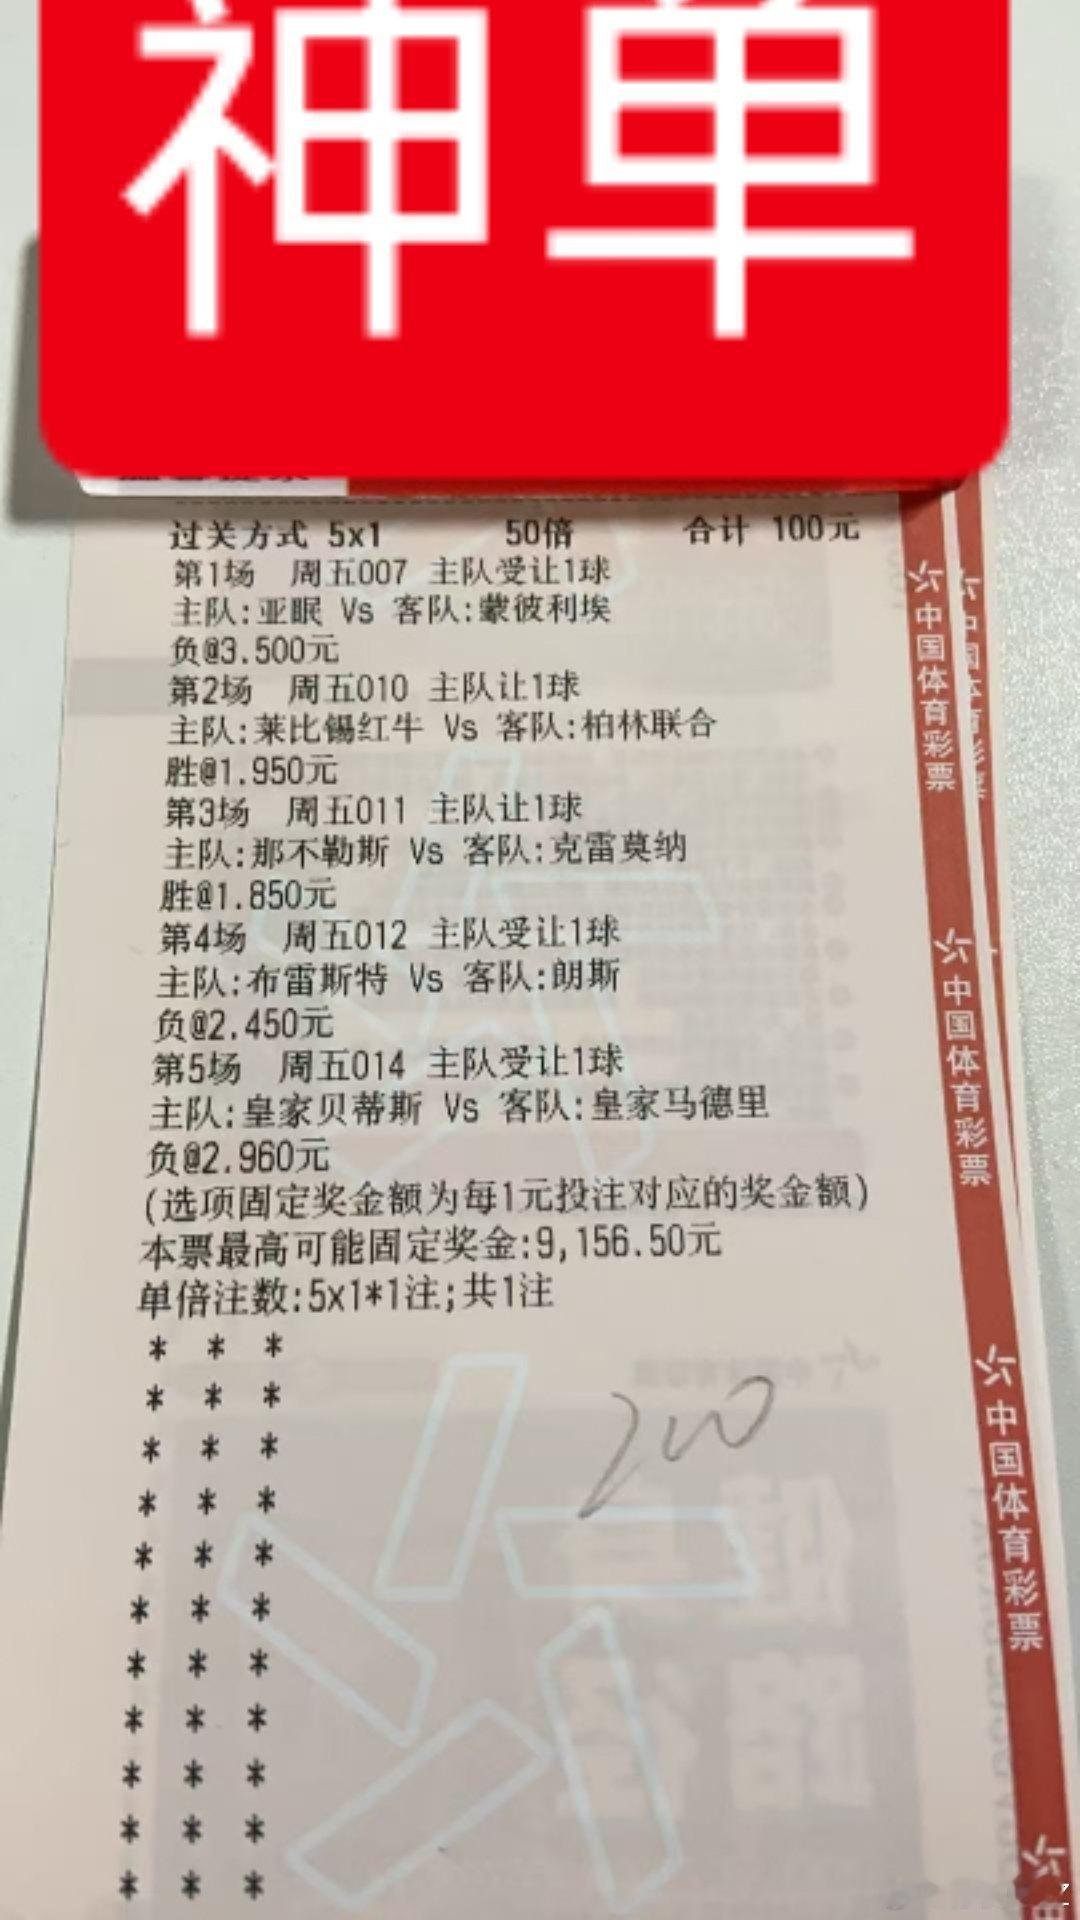 神单
过关方式 5x1 50倍 合计 100元
第1场 周五007 主队受让1球
主队:亚眠 Vs 客队:蒙彼利埃
负@3.500元
第2场 周五010 主队让1球
主队:莱比锡红牛 Vs 客队:柏林联合
胜@1.950元
第3场 周五011 主队让1球
主队:那不勒斯 Vs 客队:克雷莫纳
胜@1.850元
第4场 周五012 主队受让1球
主队:布雷斯特 Vs 客队:朗斯
负@2.450元
第5场 周五014 主队受让1球
主队:皇家贝蒂斯 Vs 客队:皇家马德里
负@2.960元
(选项固定奖金额为每1元投注对应的奖金额)
本票最高可能固定奖金:9,156.50元
单倍注数:5x1*1注;共1注
* * *
* * *
* * *
* * *
* * *
* * *
* * *
* * *
* * *
* * *
* * *
200
中国体育彩票
中国体育彩票
中国体育彩票